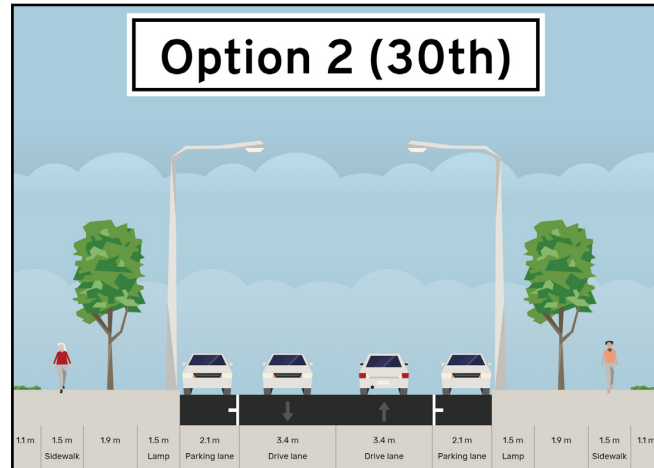 Option 2 (30th)
1.1 m 1.5 m 1.9 m 1.5 m 2.1 m 3.4 m 3.4 m 2.1 m 1.5 m 1.9 m 1.5 m 1.1 m
Sidewalk Lamp Parking lane Drive lane Drive lane Parking lane Lamp Sidewalk